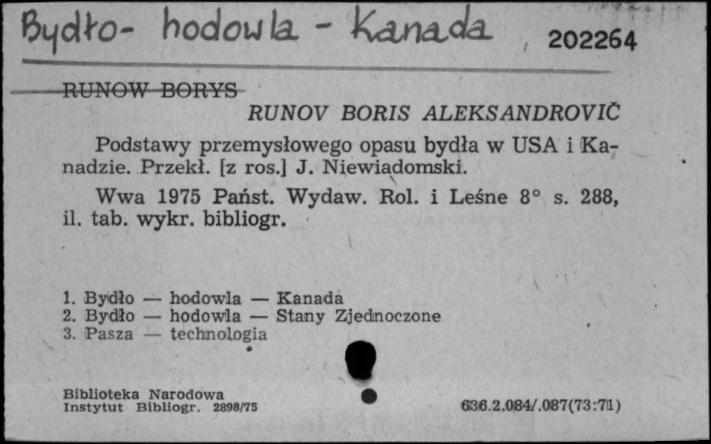 Bydło- hodowla - Kanada
202264
RUNOW BORYS
RUNOV BORIS ALEKSANDROVIČ
Podstawy przemysłowego opasu bydła w USA i Ka-
nadzie. Przekł. [z ros.] J. Niewiadomski.
Wwa 1975 Państ. Wydaw. Rol. i Leśne 8° s. 288,
il. tab. wykr. bibliogr.
1. Bydło — hodowla — Kanada
2. Bydło — hodowla — Stany Zjednoczone
3. Pasza — technologia
Biblioteka Narodowa
Instytut Bibliogr. 2898/75
636.2.084/.087(73:71)